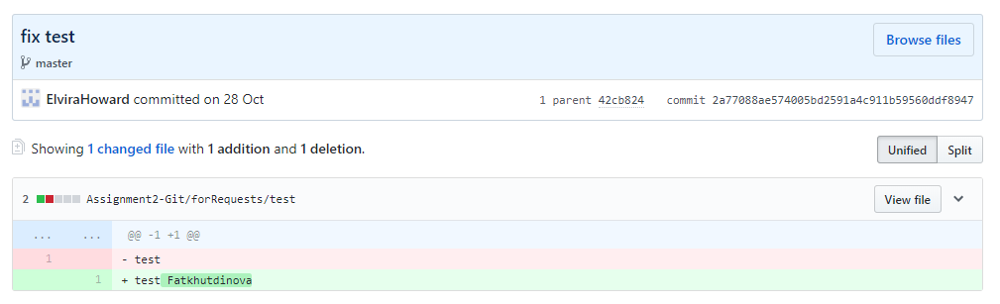 fix test
Browse files
master
ElviraHoward committed on 28 Oct 1 parent 42cb824 commit 2a77088ae574005bd2591a4c911b59560ddf8947
Showing 1 changed file with 1 addition and 1 deletion. Unified Split
2 Assignment2-Git/forRequests/test View file
... ... @@ -1 +1 @@
1 - test
1 + test Fatkhutdinova